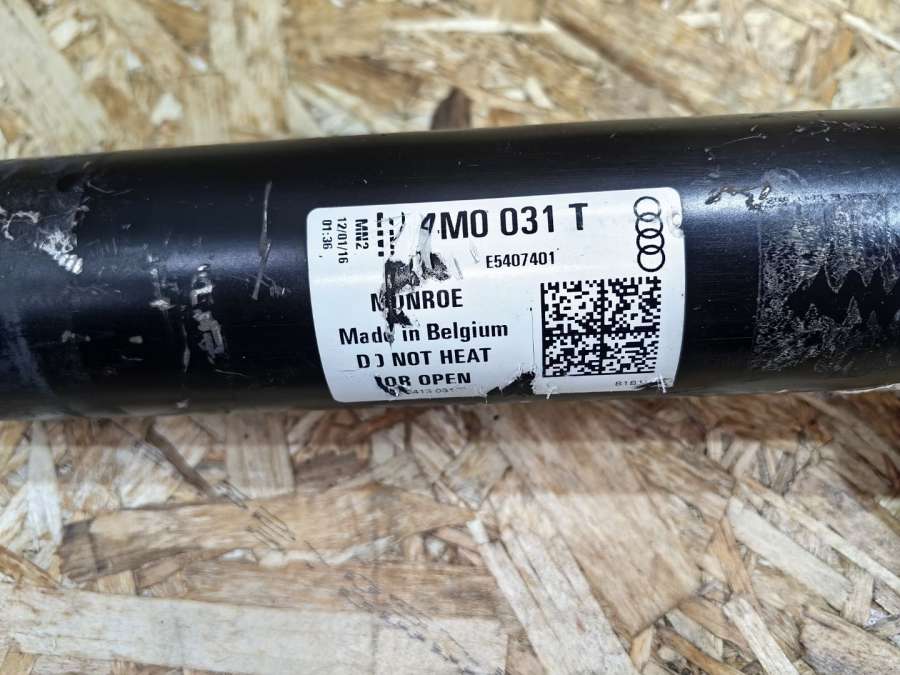 4M0 031 T
E5407401
MN2
12/01/16
01:36
MONROE
Made in Belgium
DO NOT HEAT
NOR OPEN